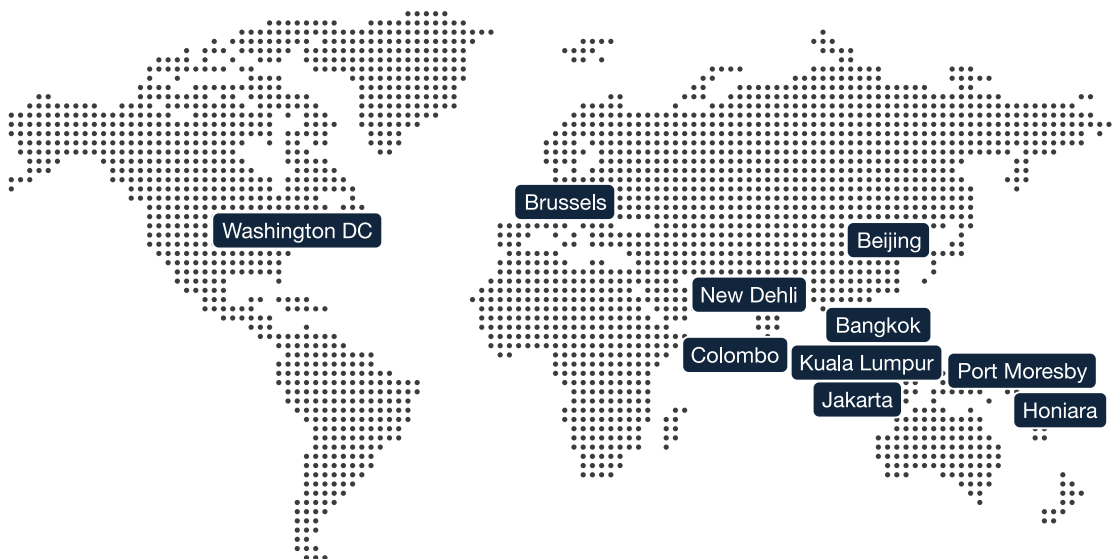 Brussels
Washington DC
Beijing
New Dehli
Bangkok
Colombo
Kuala Lumpur
Port Moresby
Jakarta
Honiara